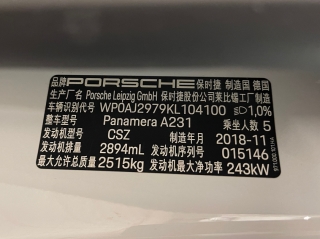 品牌 PORSCHE 保时捷 制造国 德国
生产厂名 Porsche Leipzig GmbH 保时捷股份公司莱比锡工厂制造
车辆识别代号 WP0AJ2979KL104100 1,0%
整车型号 Panamera A231 乘坐人数 5
发动机型号 CSZ 制造年月 2018-11
发动机排量 2894mL 发动机序列号 015146
最大允许总质量 2515kg 发动机最大净功率 243kW